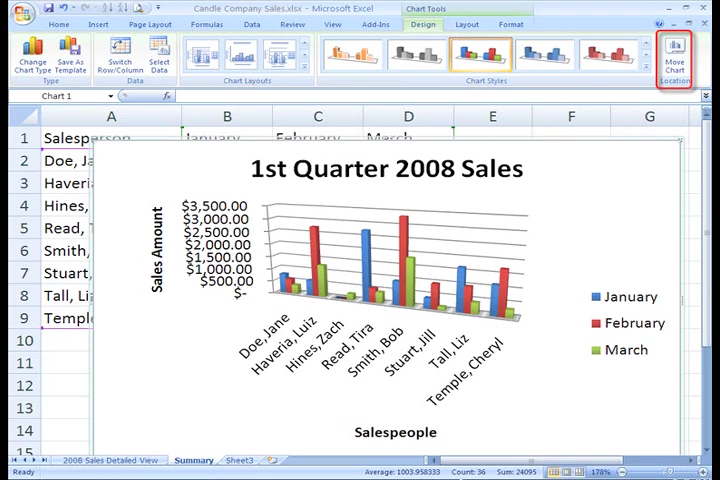 Candle Company Sales.xlsx - Microsoft Excel
Chart Tools
Home Insert Page Layout Formulas Data Review View Add-Ins Design Layout Format
Change Chart Type
Save As Template
Switch Row/Column
Select Data
Move Chart
Type Data Chart Layouts Chart Styles Location
Chart 1 fx
A B C D E F G
1 Salesperson January February March
2 Doe, Ja
3 Haveri
4 Hines,
5 Read, T
6 Smith,
7 Stuart,
8 Tall, Li
9 Temple
10
11
12
13
14
15
1st Quarter 2008 Sales
Sales Amount
$3,500.00
$3,000.00
$2,500.00
$2,000.00
$1,500.00
$1,000.00
$500.00
$-
Doe, Jane
Haveria, Luiz
Hines, Zach
Read, Tira
Smith, Bob
Stuart, Jill
Tall, Liz
Temple, Cheryl
Salespeople
January
February
March
2008 Sales Detailed View Summary Sheet3
Ready Average: 1003.958333 Count: 36 Sum: 24095 178%